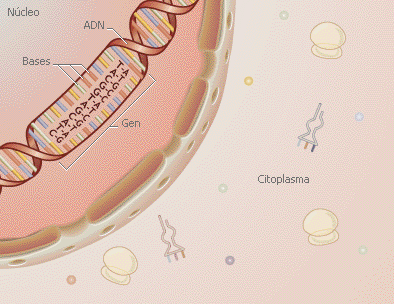 Núcleo
ADN
Bases
Gen
Citoplasma